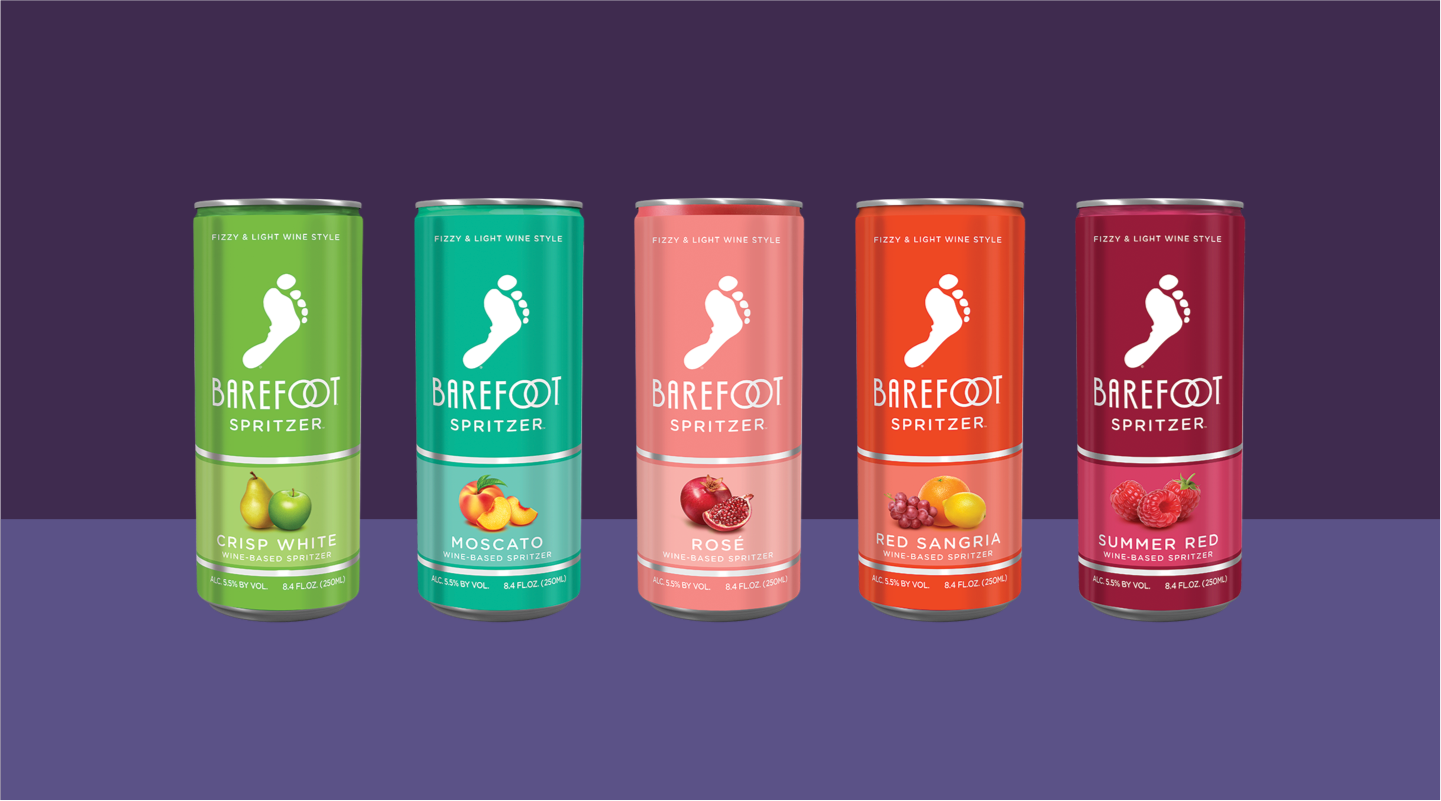 FIZZY & LIGHT WINE STYLE
BAREFOOT
SPRITZER™
CRISP WHITE
WINE-BASED SPRITZER
ALC. 5.5% BY VOL. 8.4 FL.OZ. (250ML)
FIZZY & LIGHT WINE STYLE
BAREFOOT
SPRITZER™
MOSCATO
WINE-BASED SPRITZER
ALC. 5.5% BY VOL. 8.4 FL.OZ. (250ML)
FIZZY & LIGHT WINE STYLE
BAREFOOT
SPRITZER™
ROSÉ
WINE-BASED SPRITZER
ALC. 5.5% BY VOL. 8.4 FL.OZ. (250ML)
FIZZY & LIGHT WINE STYLE
BAREFOOT
SPRITZER™
RED SANGRIA
WINE-BASED SPRITZER
ALC. 5.5% BY VOL. 8.4 FL.OZ. (250ML)
FIZZY & LIGHT WINE STYLE
BAREFOOT
SPRITZER™
SUMMER RED
WINE-BASED SPRITZER
ALC. 5.5% BY VOL. 8.4 FL.OZ. (250ML)